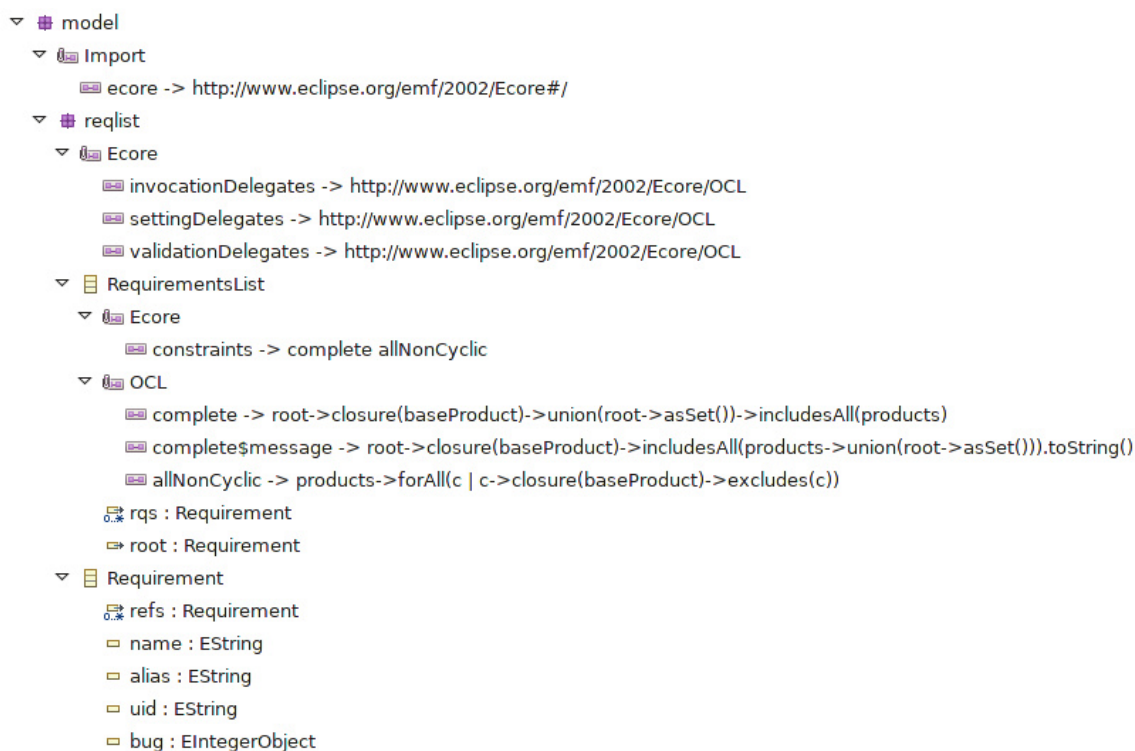 model
Import
ecore -> http://www.eclipse.org/emf/2002/Ecore#/
reqlist
Ecore
invocationDelegates -> http://www.eclipse.org/emf/2002/Ecore/OCL
settingDelegates -> http://www.eclipse.org/emf/2002/Ecore/OCL
validationDelegates -> http://www.eclipse.org/emf/2002/Ecore/OCL
RequirementsList
Ecore
constraints -> complete allNonCyclic
OCL
complete -> root->closure(baseProduct)->union(root->asSet())->includesAll(products)
complete$message -> root->closure(baseProduct)->includesAll(products->union(root->asSet())).toString()
allNonCyclic -> products->forAll(c | c->closure(baseProduct)->excludes(c))
0..* rqs : Requirement
root : Requirement
Requirement
0..* refs : Requirement
name : EString
alias : EString
uid : EString
bug : EIntegerObject